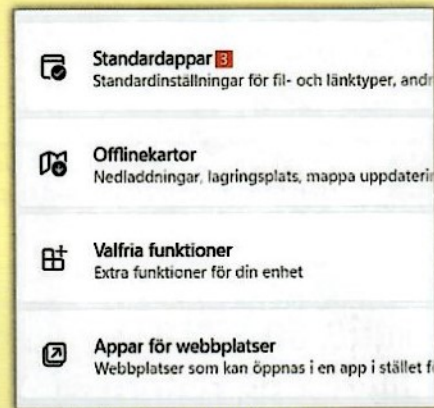 Standardappar 3
Standardinställningar för fil- och länktyper, andr
Offlinekartor
Nedladdningar, lagringsplats, mappa uppdaterin
Valfria funktioner
Extra funktioner för din enhet
Appar för webbplatser
Webbplatser som kan öppnas i en app i stället f